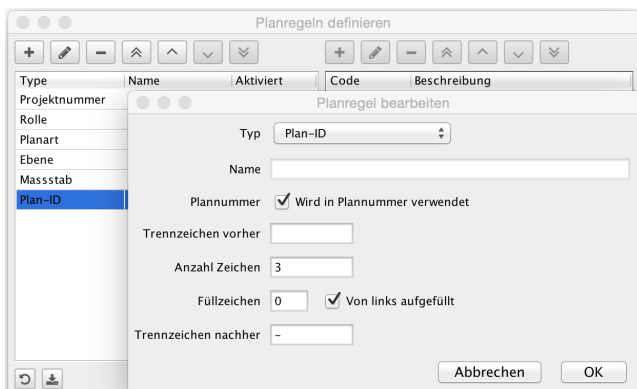 Planregeln definieren
Type Name Aktiviert Code Beschreibung
Projektnummer
Rolle
Planart
Ebene
Massstab
Plan-ID
Planregel bearbeiten
Typ Plan-ID
Name
Plannummer Wird in Plannummer verwendet
Trennzeichen vorher
Anzahl Zeichen 3
Füllzeichen 0 Von links aufgefüllt
Trennzeichen nachher -
Abbrechen OK